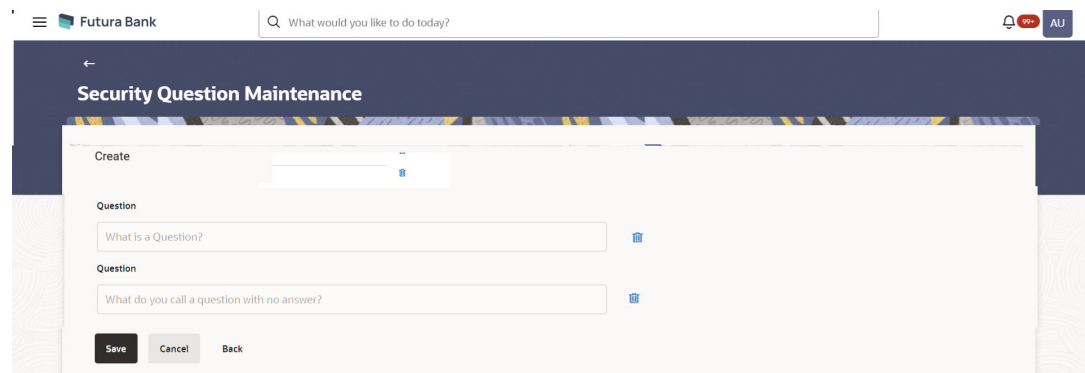 Futura Bank
What would you like to do today?
99+
AU
Security Question Maintenance
Create
Question
What is a Question?
Question
What do you call a question with no answer?
Save Cancel Back